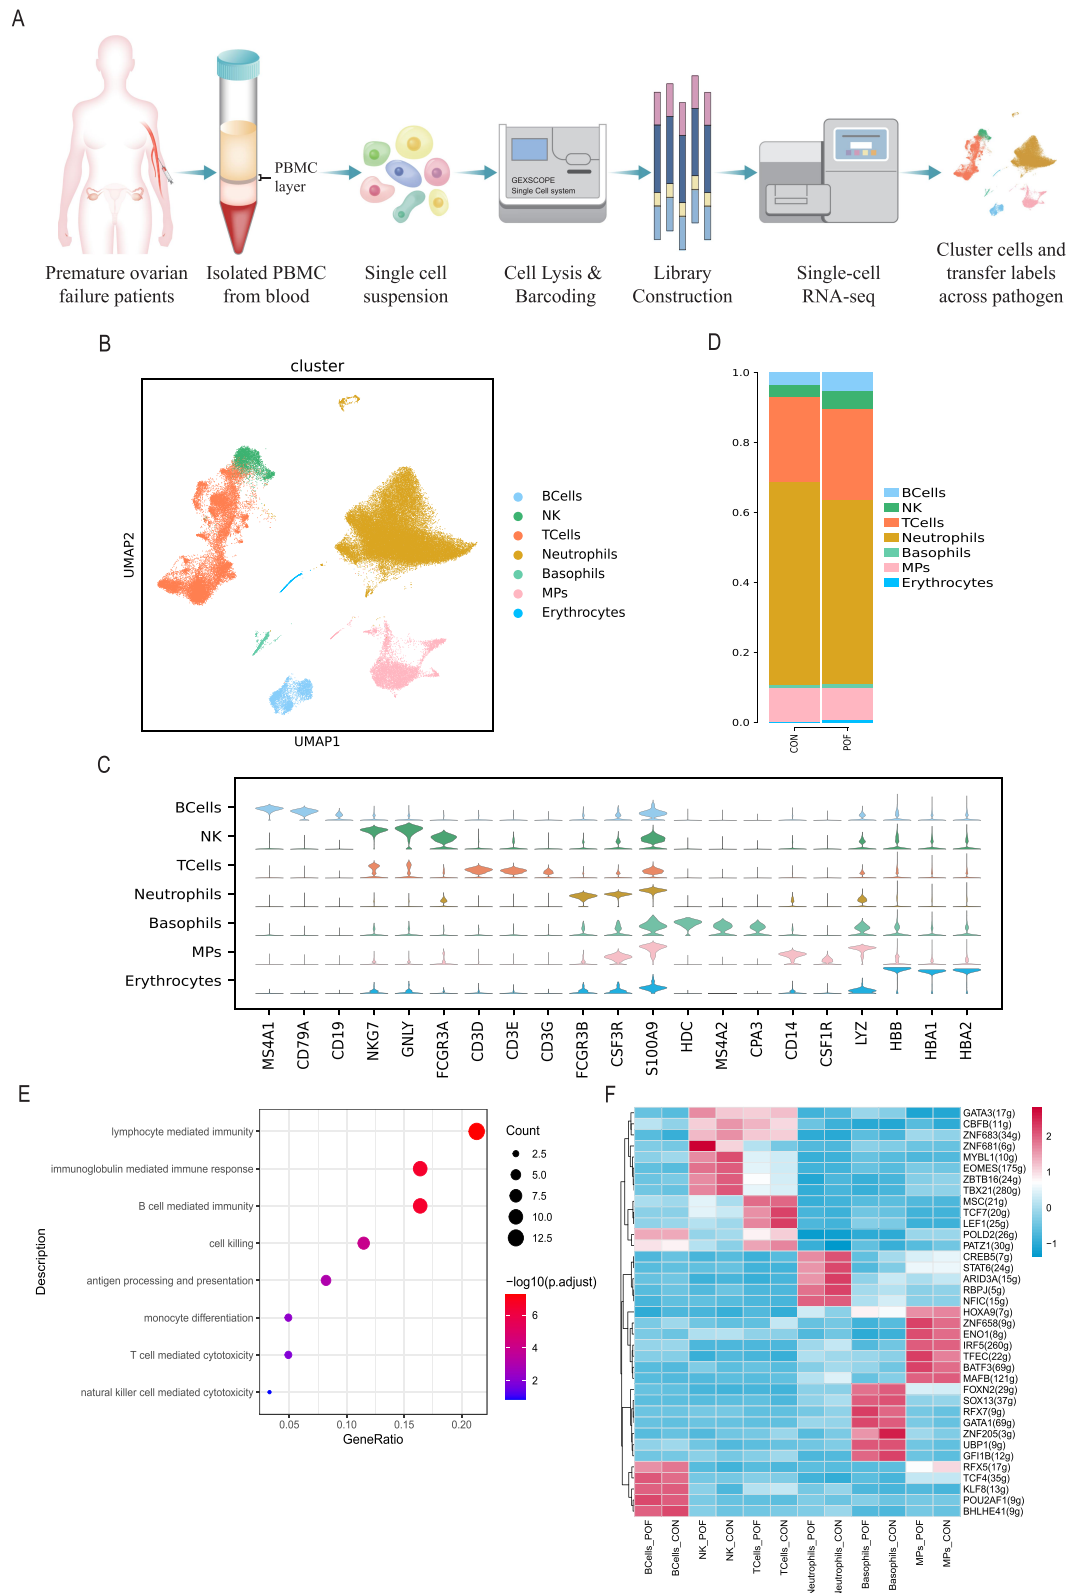 A
PBMC
layer
GEXSCOPE
Single Cell system
Premature ovarian
failure patients
Isolated PBMC
from blood
Single cell
suspension
Cell Lysis &
Barcoding
Library
Construction
Single-cell
RNA-seq
Cluster cells and
transfer labels
across pathogen
B
cluster
UMAP2
UMAP1
BCells
NK
TCells
Neutrophils
Basophils
MPs
Erythrocytes
D
1.0
0.8
0.6
0.4
0.2
0.0
CON
POF
BCells
NK
TCells
Neutrophils
Basophils
MPs
Erythrocytes
C
BCells
NK
TCells
Neutrophils
Basophils
MPs
Erythrocytes
MS4A1
CD79A
CD19
NKG7
GNLY
FCGR3A
CD3D
CD3E
CD3G
FCGR3B
CSF3R
S100A9
HDC
MS4A2
CPA3
CD14
CSF1R
LYZ
HBB
HBA1
HBA2
E
Description
lymphocyte mediated immunity
immunoglobulin mediated immune response
B cell mediated immunity
cell killing
antigen processing and presentation
monocyte differentiation
T cell mediated cytotoxicity
natural killer cell mediated cytotoxicity
0.05
0.10
0.15
0.20
GeneRatio
Count
2.5
5.0
7.5
10.0
12.5
−log10(p.adjust)
6
4
2
F
GATA3(17g)
CBFB(11g)
ZNF683(34g)
ZNF681(6g)
MYBL1(10g)
EOMES(175g)
ZBTB16(24g)
TBX21(280g)
MSC(21g)
TCF7(20g)
LEF1(25g)
POLD2(26g)
PATZ1(30g)
CREB5(7g)
STAT6(24g)
ARID3A(15g)
RBPJ(5g)
NFIC(15g)
HOXA9(7g)
ZNF658(9g)
ENO1(8g)
IRF5(260g)
TFEC(22g)
BATF3(69g)
MAFB(121g)
FOXN2(29g)
SOX13(37g)
RFX7(9g)
GATA1(69g)
ZNF205(3g)
UBP1(9g)
GFI1B(12g)
RFX5(17g)
TCF4(35g)
KLF8(13g)
POU2AF1(9g)
BHLHE41(9g)
BCells_POF
BCells_CON
NK_POF
NK_CON
TCells_POF
TCells_CON
Neutrophils_POF
Neutrophils_CON
Basophils_POF
Basophils_CON
MPs_POF
MPs_CON
2
1
0
−1